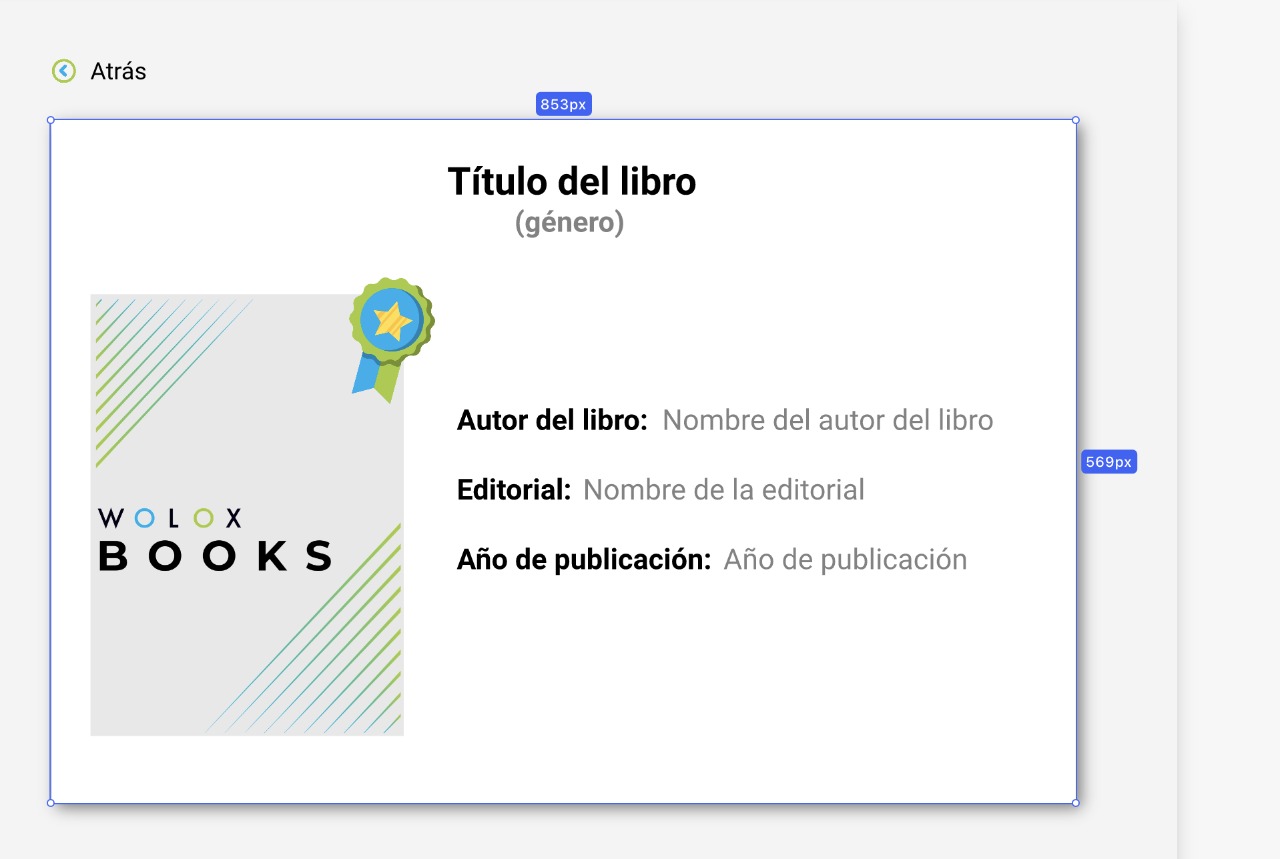 Atrás
853px
Título del libro
(género)
Autor del libro: Nombre del autor del libro
569px
Editorial: Nombre de la editorial
WOLOX
BOOKS
Año de publicación: Año de publicación